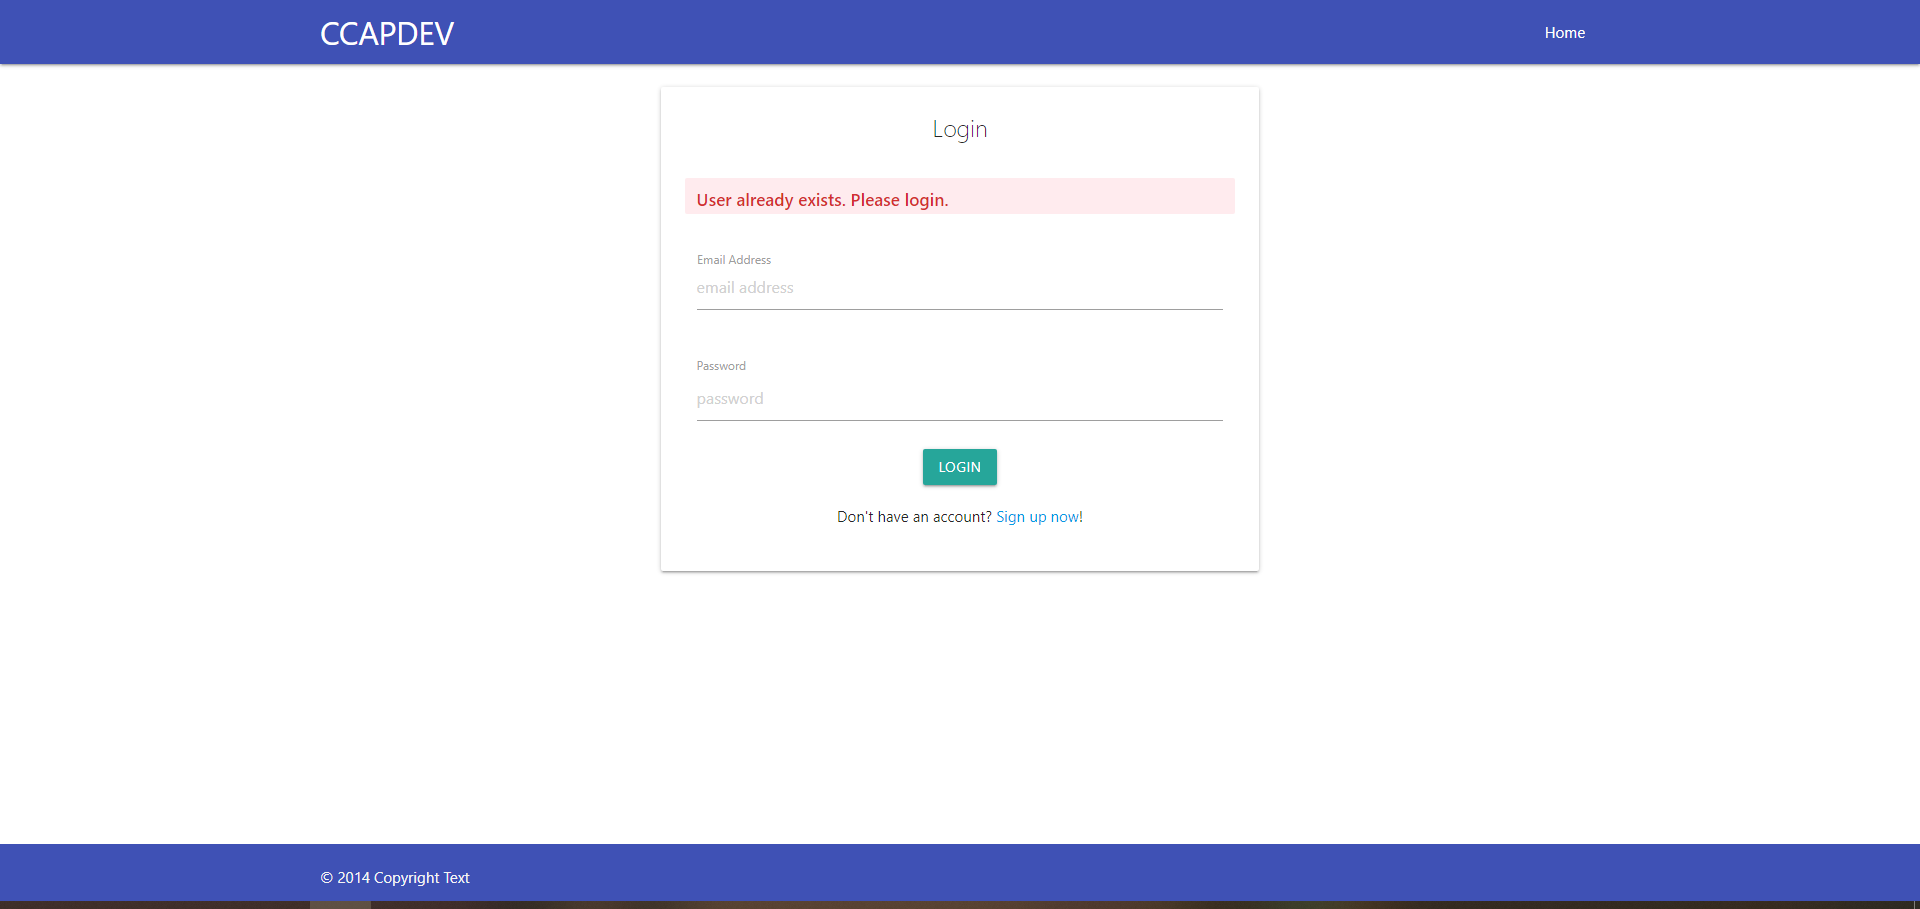 CCAPDEV
Home
Login
User already exists. Please login.
Email Address
email address
Password
password
LOGIN
Don't have an account? Sign up now!
© 2014 Copyright Text